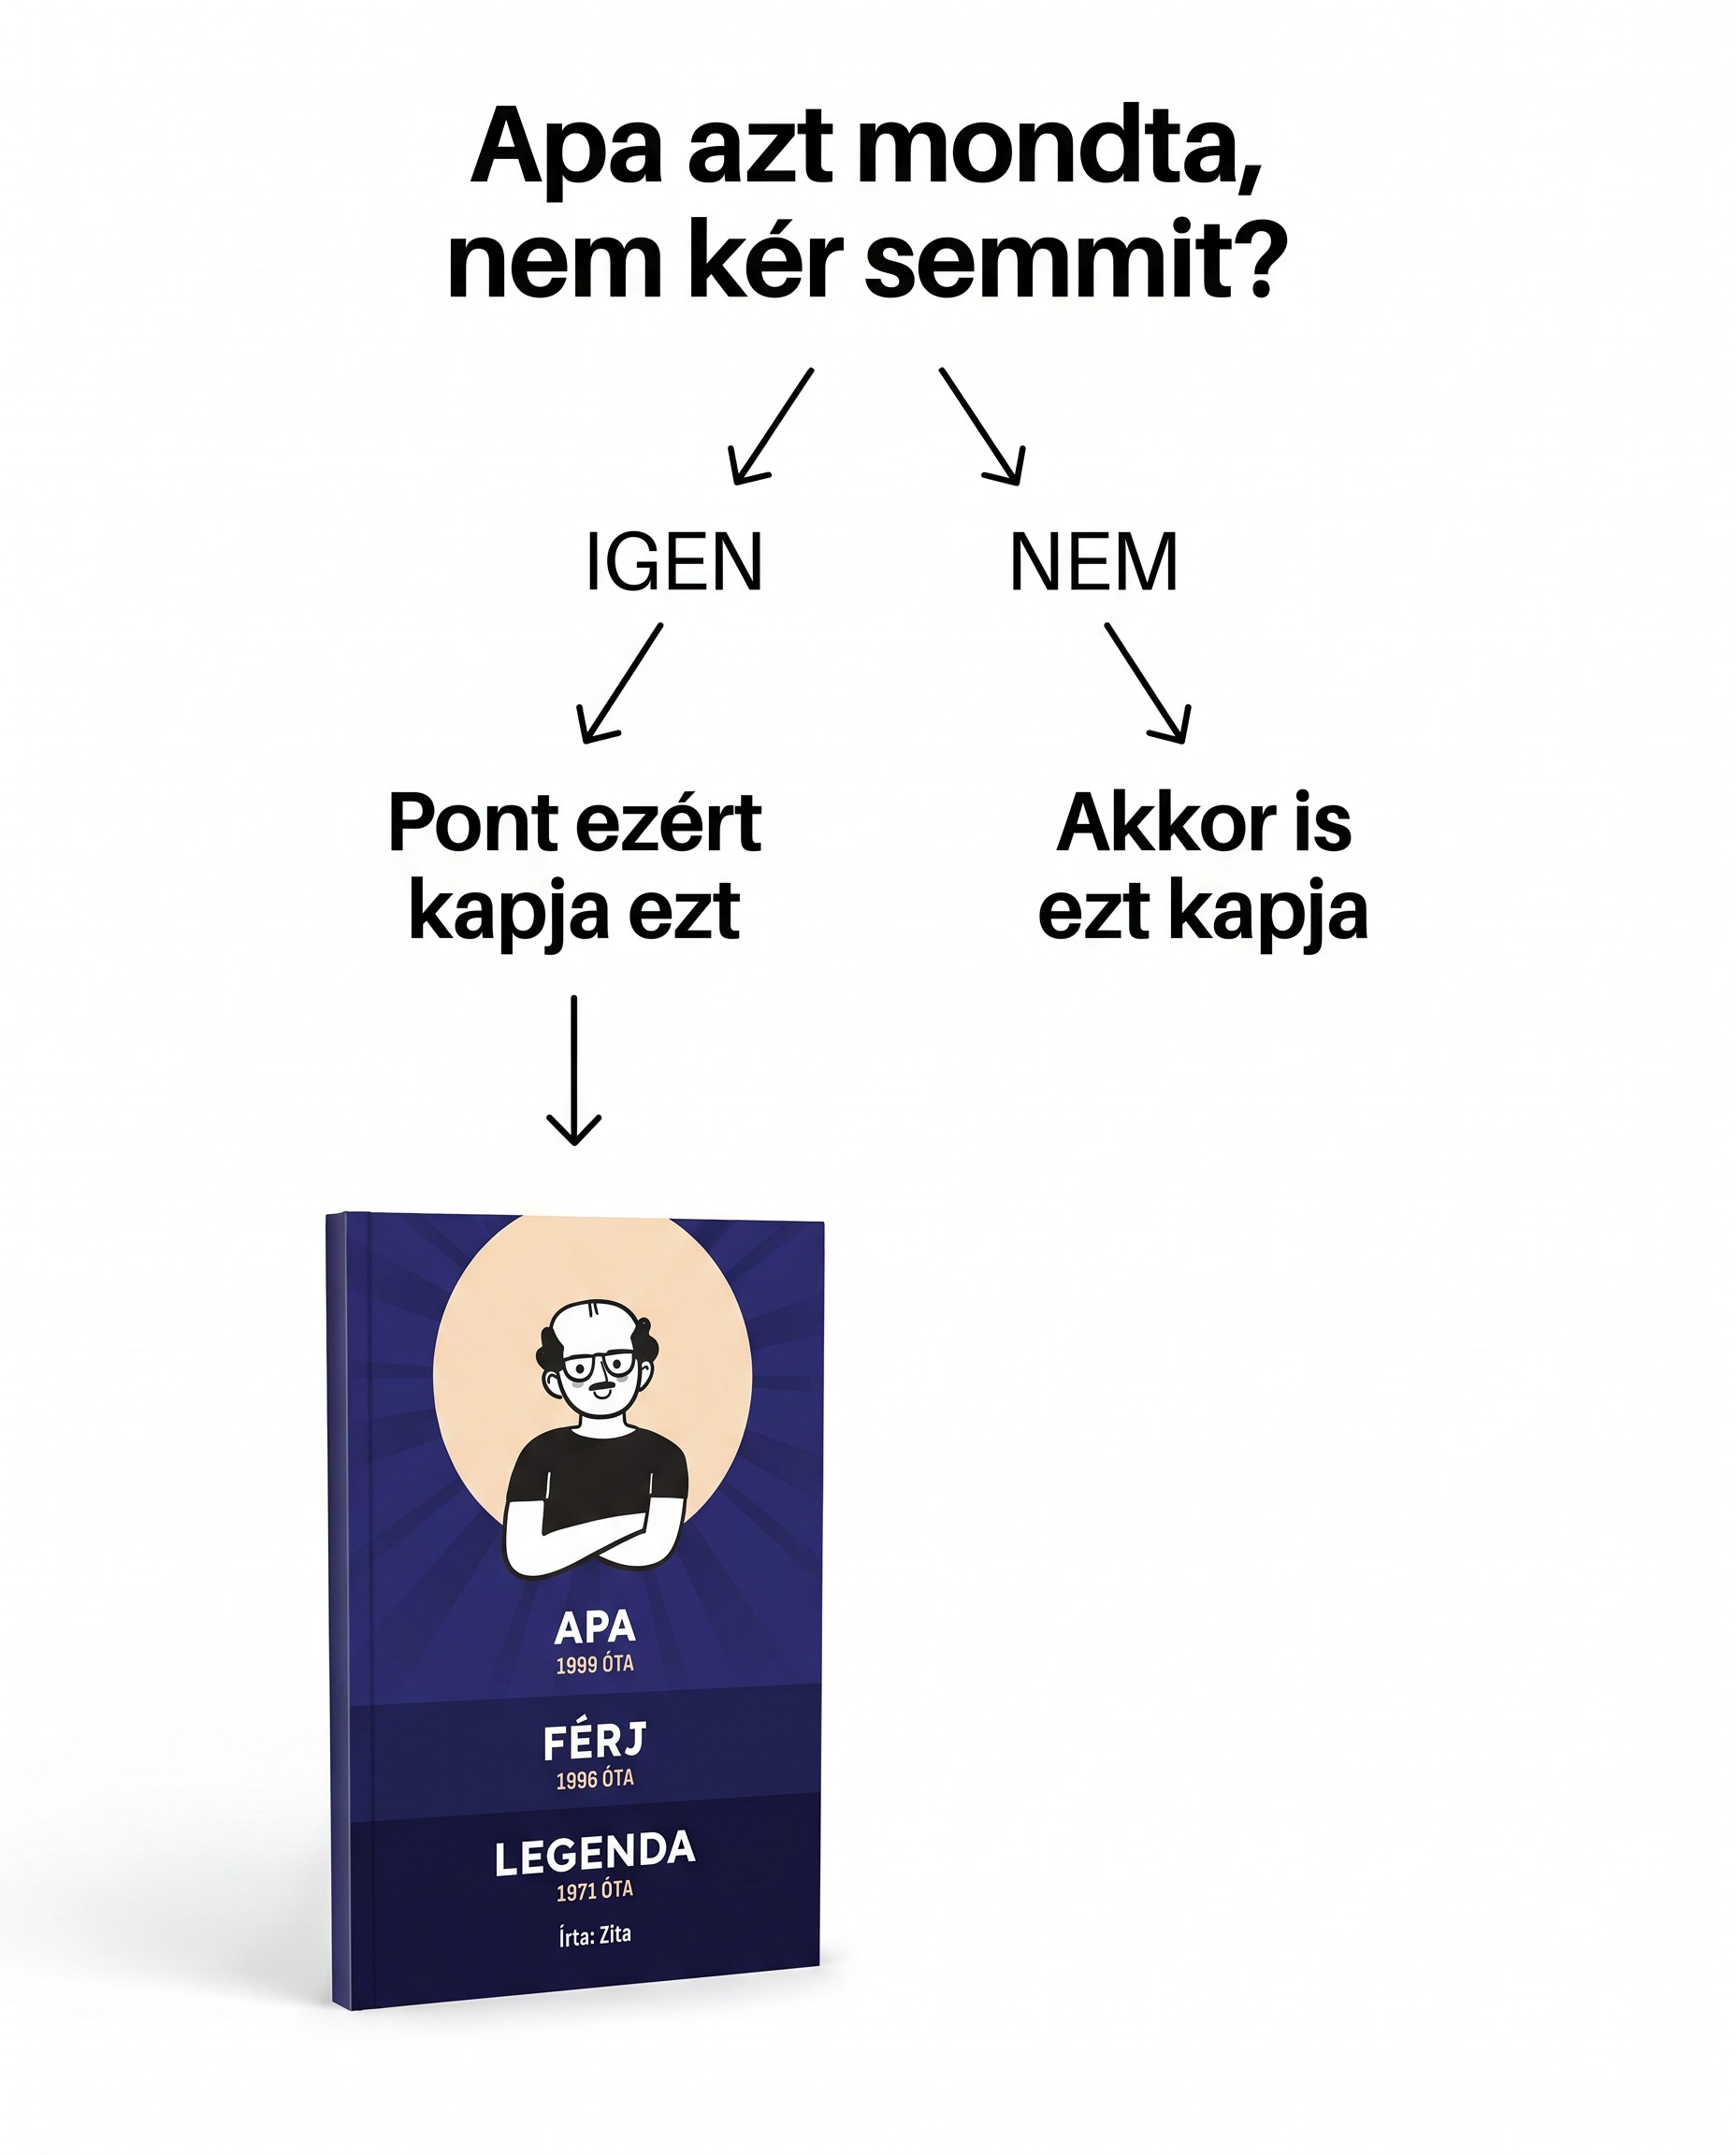 Apa azt mondta,
nem kér semmit?
IGEN
NEM
Pont ezért
kapja ezt
Akkor is
ezt kapja
APA
1999 ÓTA
FÉRJ
1996 ÓTA
LEGENDA
1971 ÓTA
Írta: Zita